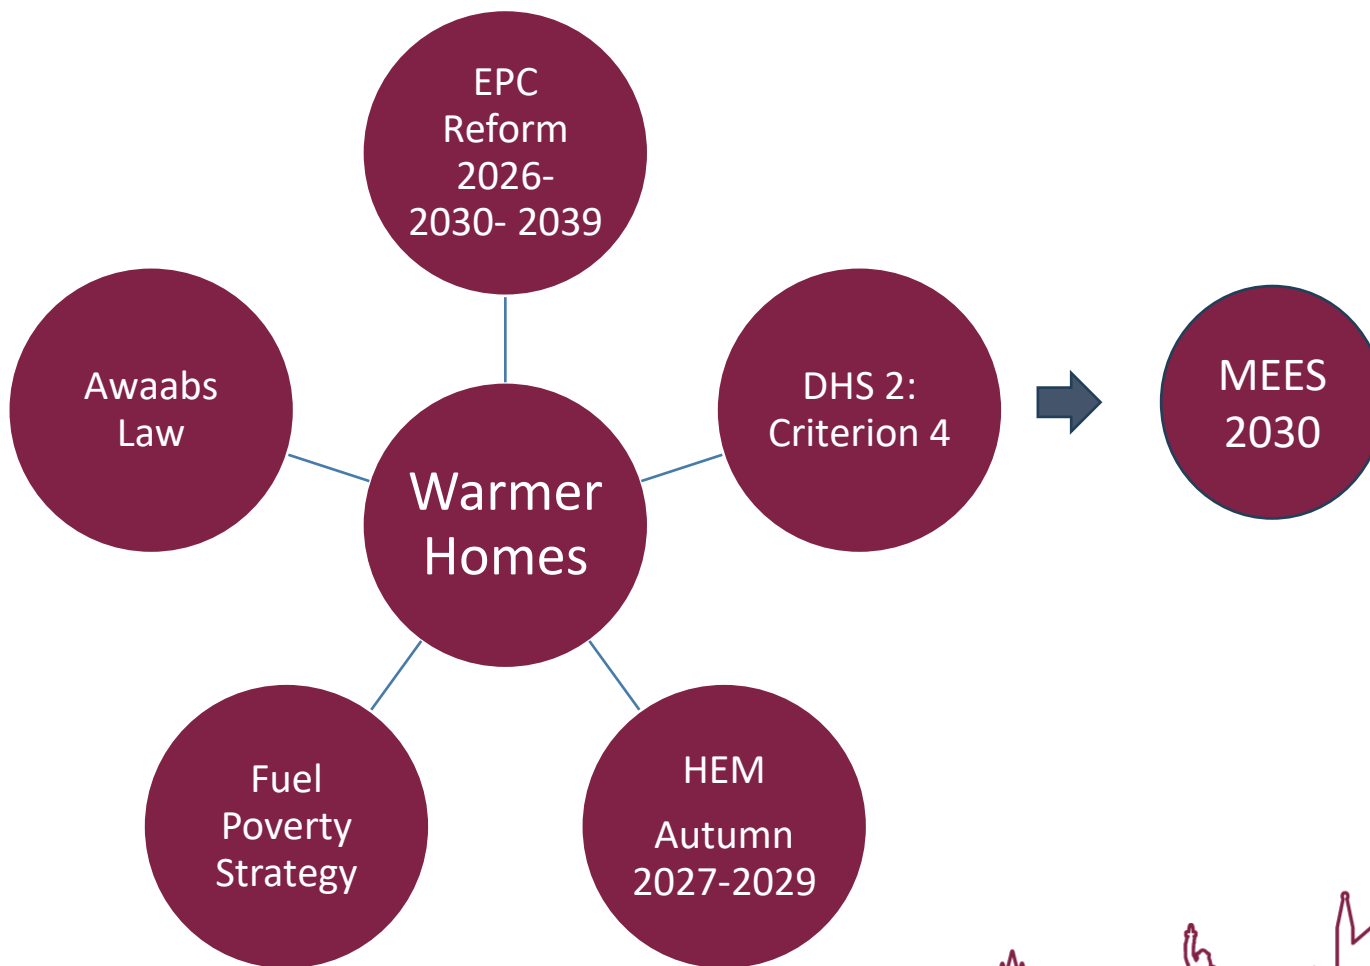 EPC
Reform
2026-
2030- 2039
Awaabs
Law
DHS 2:
Criterion 4
MEES
2030
Warmer
Homes
Fuel
Poverty
Strategy
HEM
Autumn
2027-2029